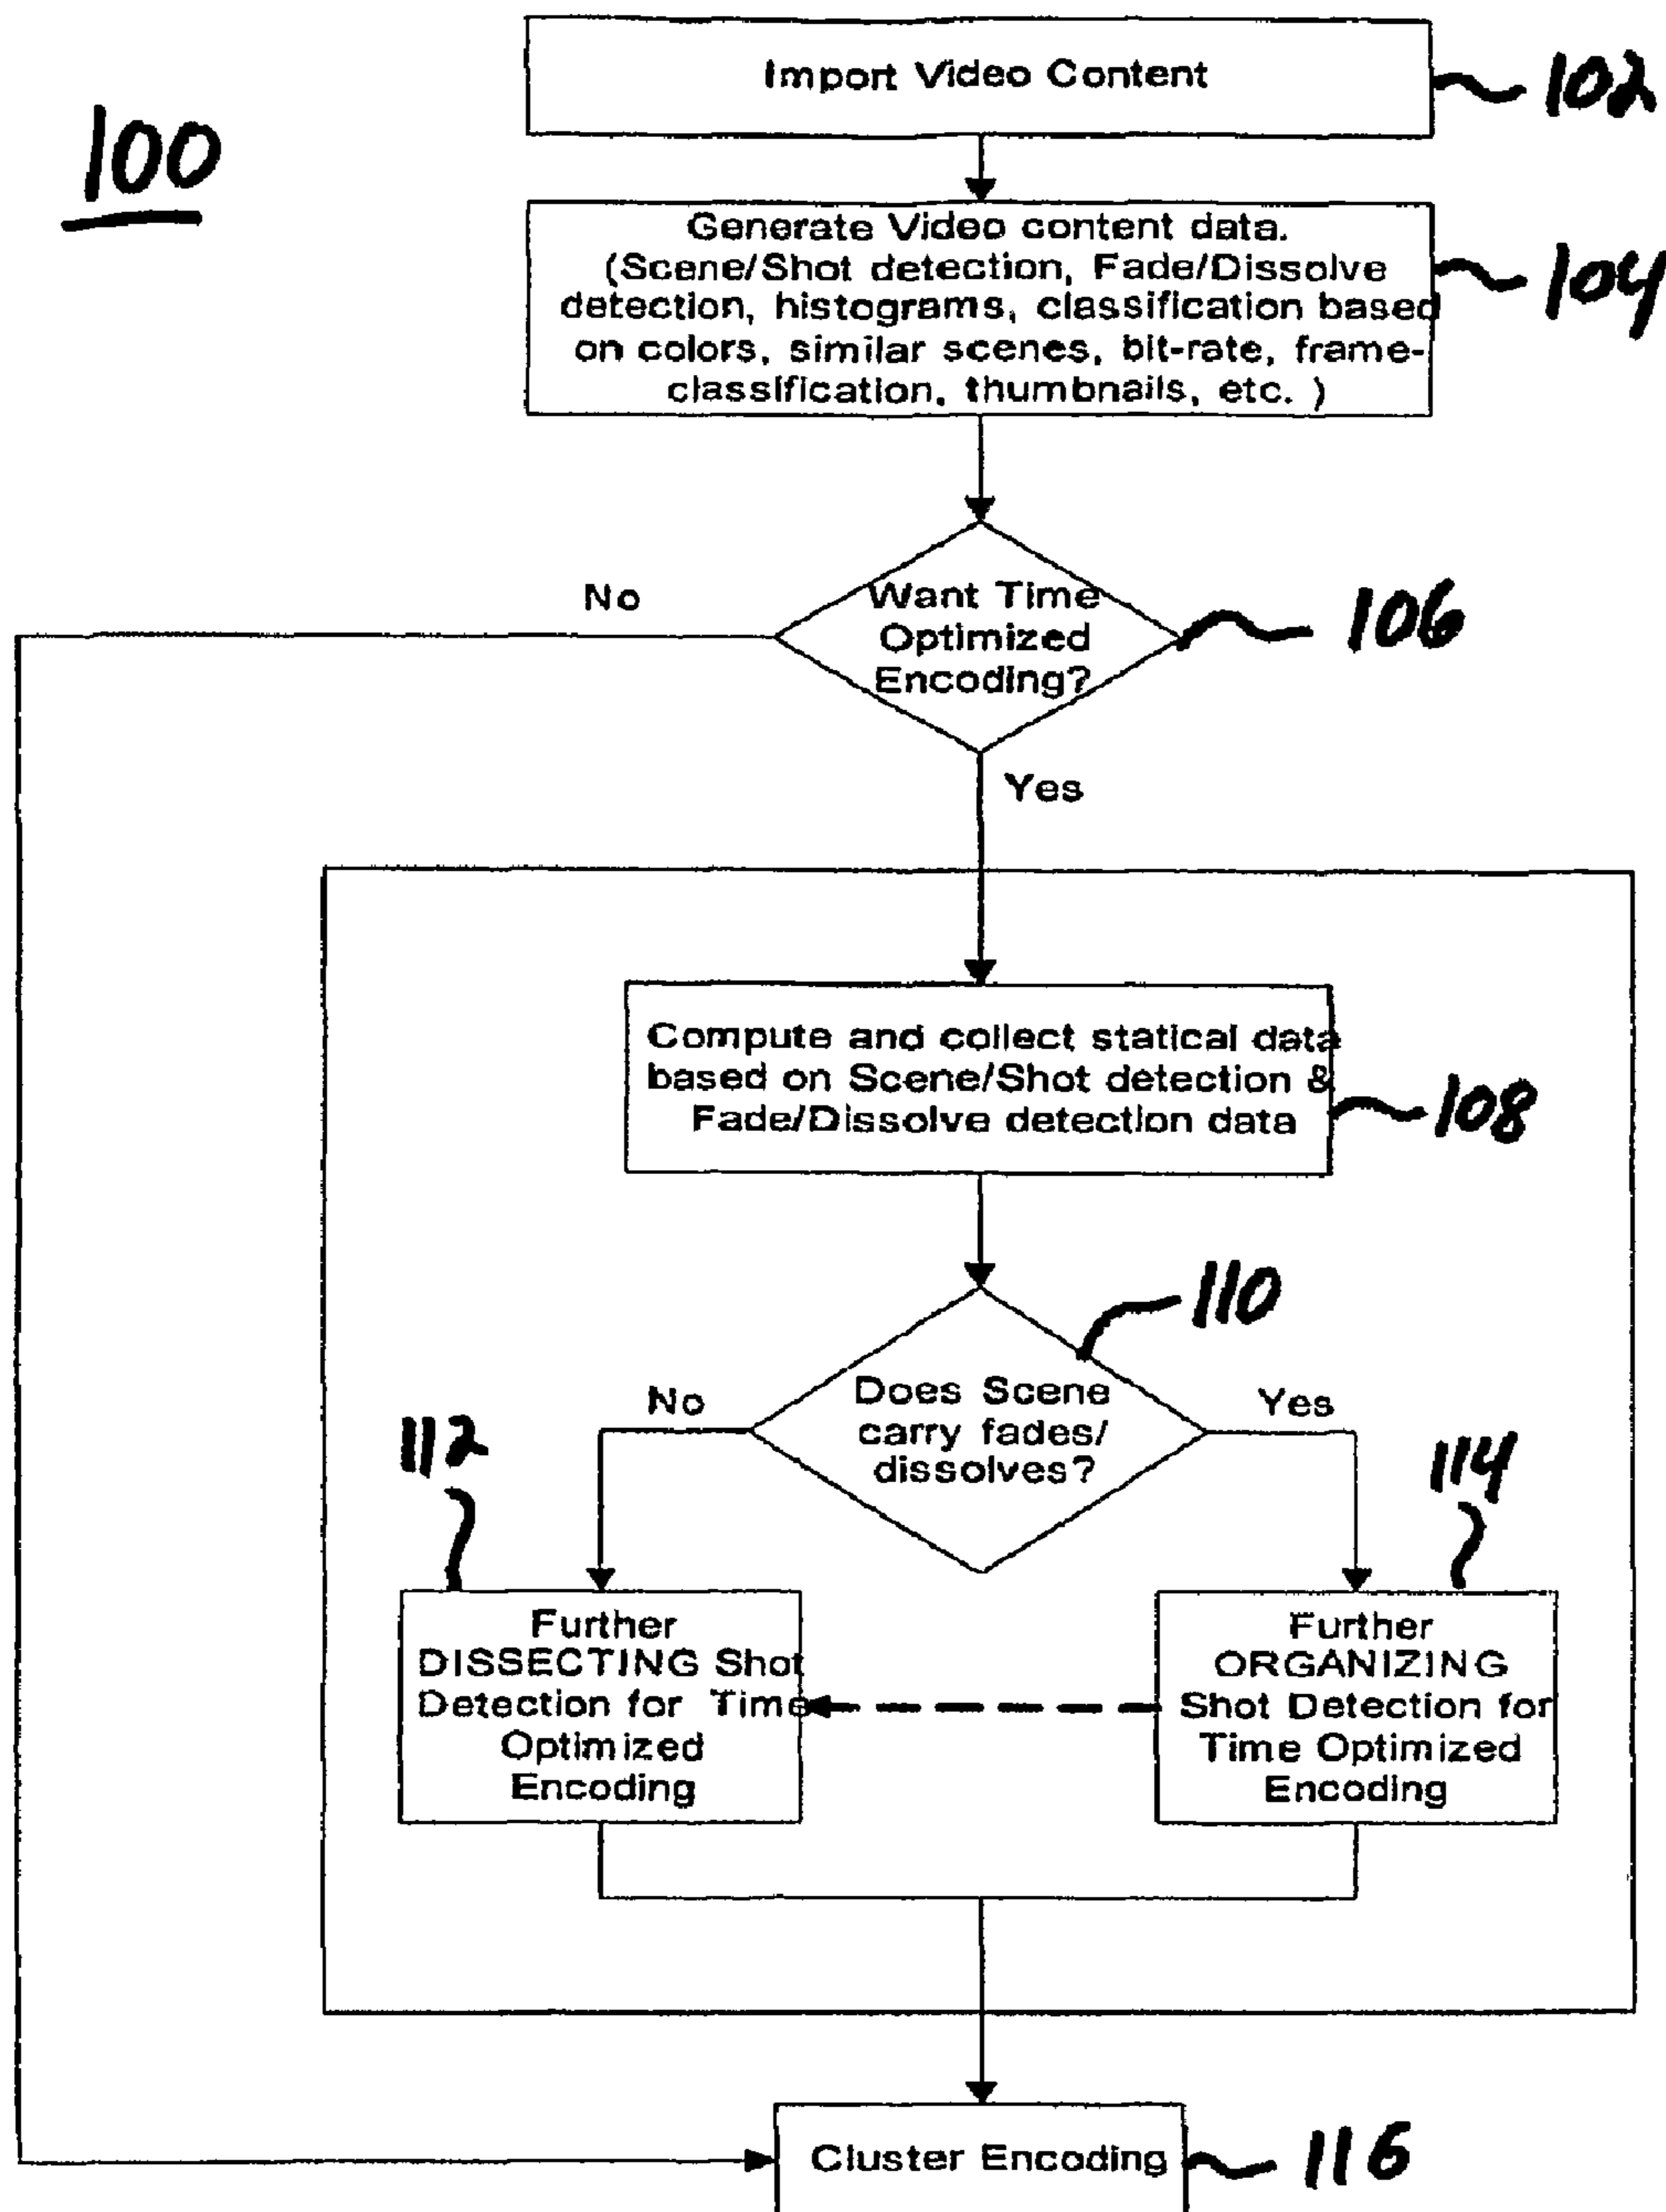 Import Video Content
102
100
Generate Video content data.
(Scene/Shot detection, Fade/Dissolve
detection, histograms, classification based
on colors, similar scenes, bit-rate, frame-
classification, thumbnails, etc. )
104
No
Want Time
Optimized
Encoding?
106
Yes
Compute and collect statical data
based on Scene/Shot detection &
Fade/Dissolve detection data
108
110
No
Does Scene
carry fades/
dissolves?
Yes
112
114
Further
DISSECTING Shot
Detection for Time
Optimized
Encoding
Further
ORGANIZING
Shot Detection for
Time Optimized
Encoding
Cluster Encoding
116